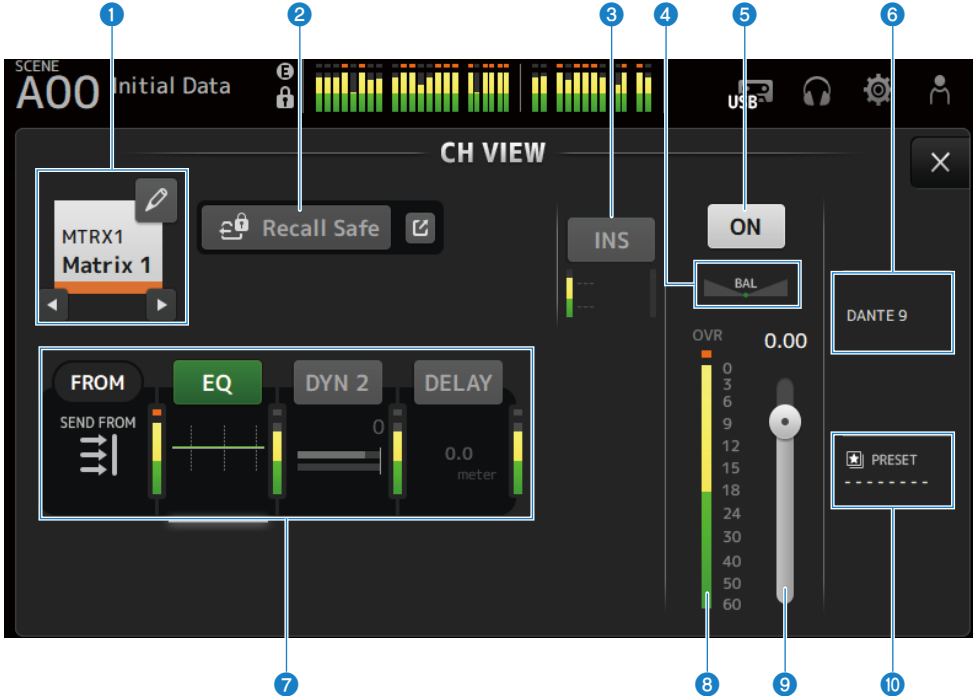 1 2 3 4 5 6
SCENE
A00 Initial Data
E
USB
CH VIEW
MTRX1
Matrix 1
Recall Safe
INS
---
---
ON
BAL
DANTE 9
OVR
0.00
0
3
6
9
12
15
18
24
30
40
50
60
FROM
EQ
DYN 2
DELAY
SEND FROM
0
0.0
meter
PRESET
--------
7 8 9 10